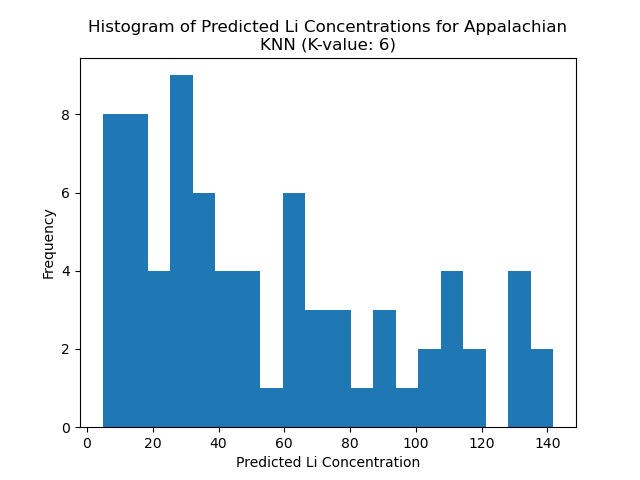 Histogram of Predicted Li Concentrations for Appalachian
KNN (K-value: 6)
Frequency
8
6
4
2
0
0 20 40 60 80 100 120 140
Predicted Li Concentration